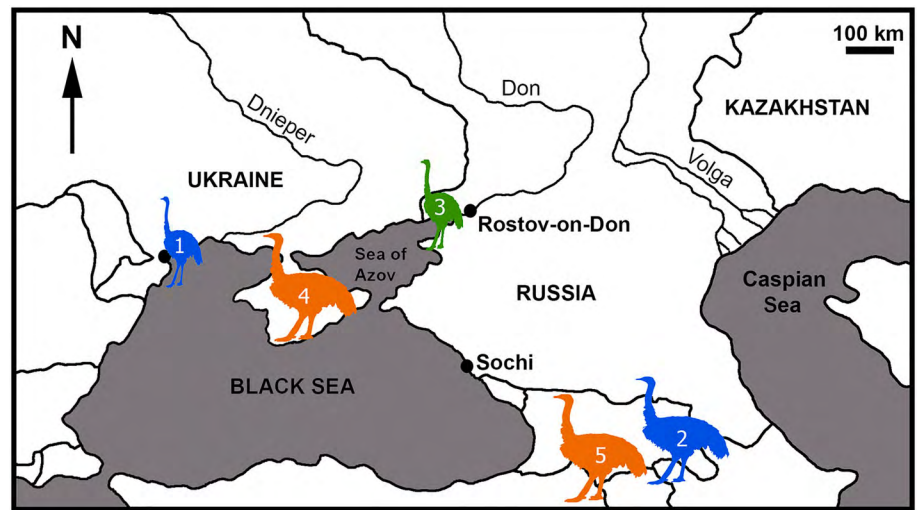 N
100 km
Don
KAZAKHSTAN
Dnieper
Volga
UKRAINE
3
Rostov-on-Don
1
Sea of
Azov
Caspian
Sea
4
RUSSIA
Sochi
BLACK SEA
2
5